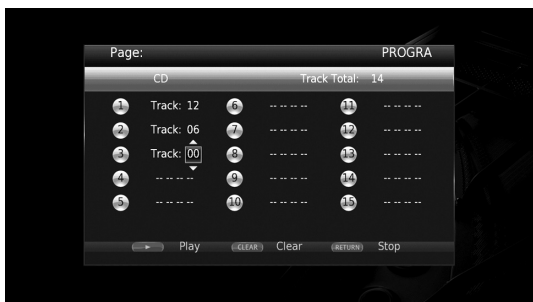 Page: PROGRA
CD Track Total: 14
1 Track: 12 6 -- -- -- -- 11 -- -- -- --
2 Track: 06 7 -- -- -- -- 12 -- -- -- --
3 Track: 00 8 -- -- -- -- 13 -- -- -- --
4 -- -- -- -- 9 -- -- -- -- 14 -- -- -- --
5 -- -- -- -- 10 -- -- -- -- 15 -- -- -- --
Play CLEAR Clear RETURN Stop